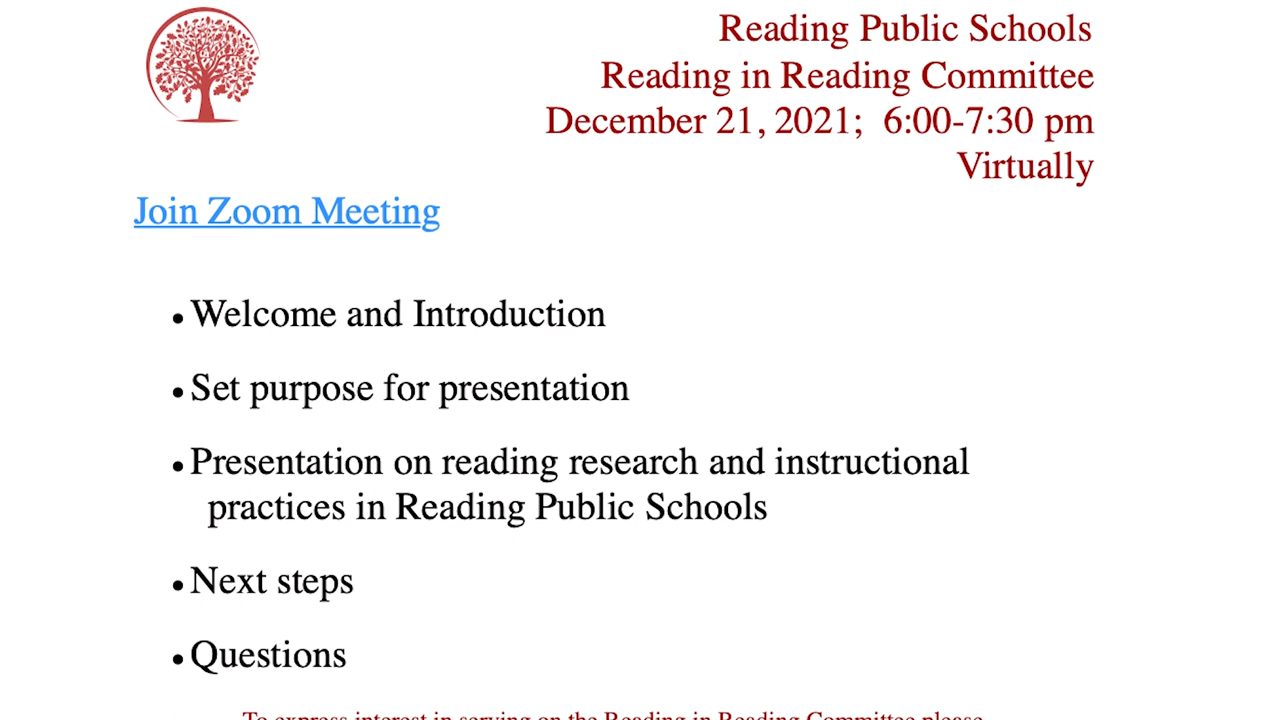 Reading Public Schools
Reading in Reading Committee
December 21, 2021;  6:00-7:30 pm
Virtually
Join Zoom Meeting
• Welcome and Introduction
• Set purpose for presentation
• Presentation on reading research and instructional
practices in Reading Public Schools
• Next steps
• Questions
To express interest in serving on the Reading in Reading Committee please